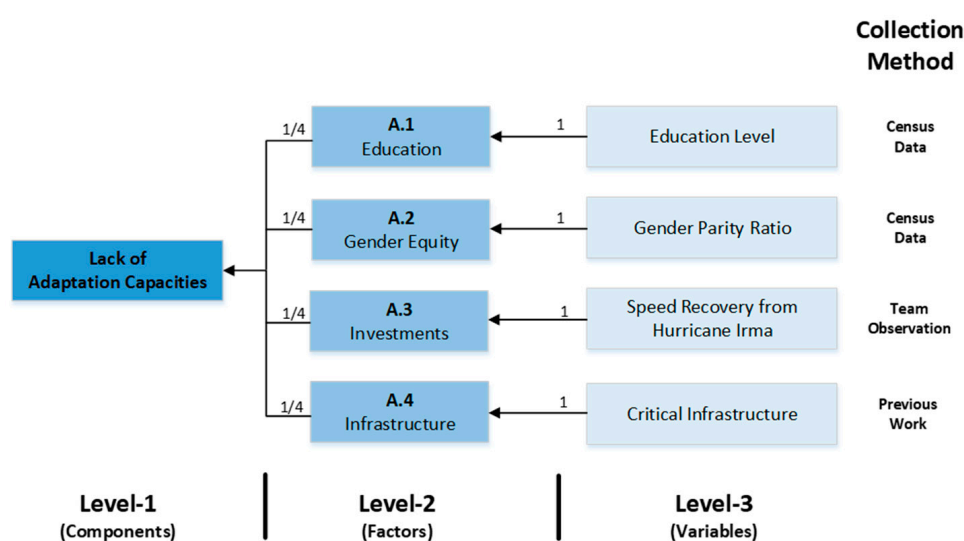 Collection
Method
1/4
A.1
Education
1
Education Level
Census
Data
1/4
A.2
Gender Equity
1
Gender Parity Ratio
Census
Data
Lack of
Adaptation Capacities
1/4
A.3
Investments
1
Speed Recovery from
Hurricane Irma
Team
Observation
1/4
A.4
Infrastructure
1
Critical Infrastructure
Previous
Work
Level-1
(Components)
Level-2
(Factors)
Level-3
(Variables)